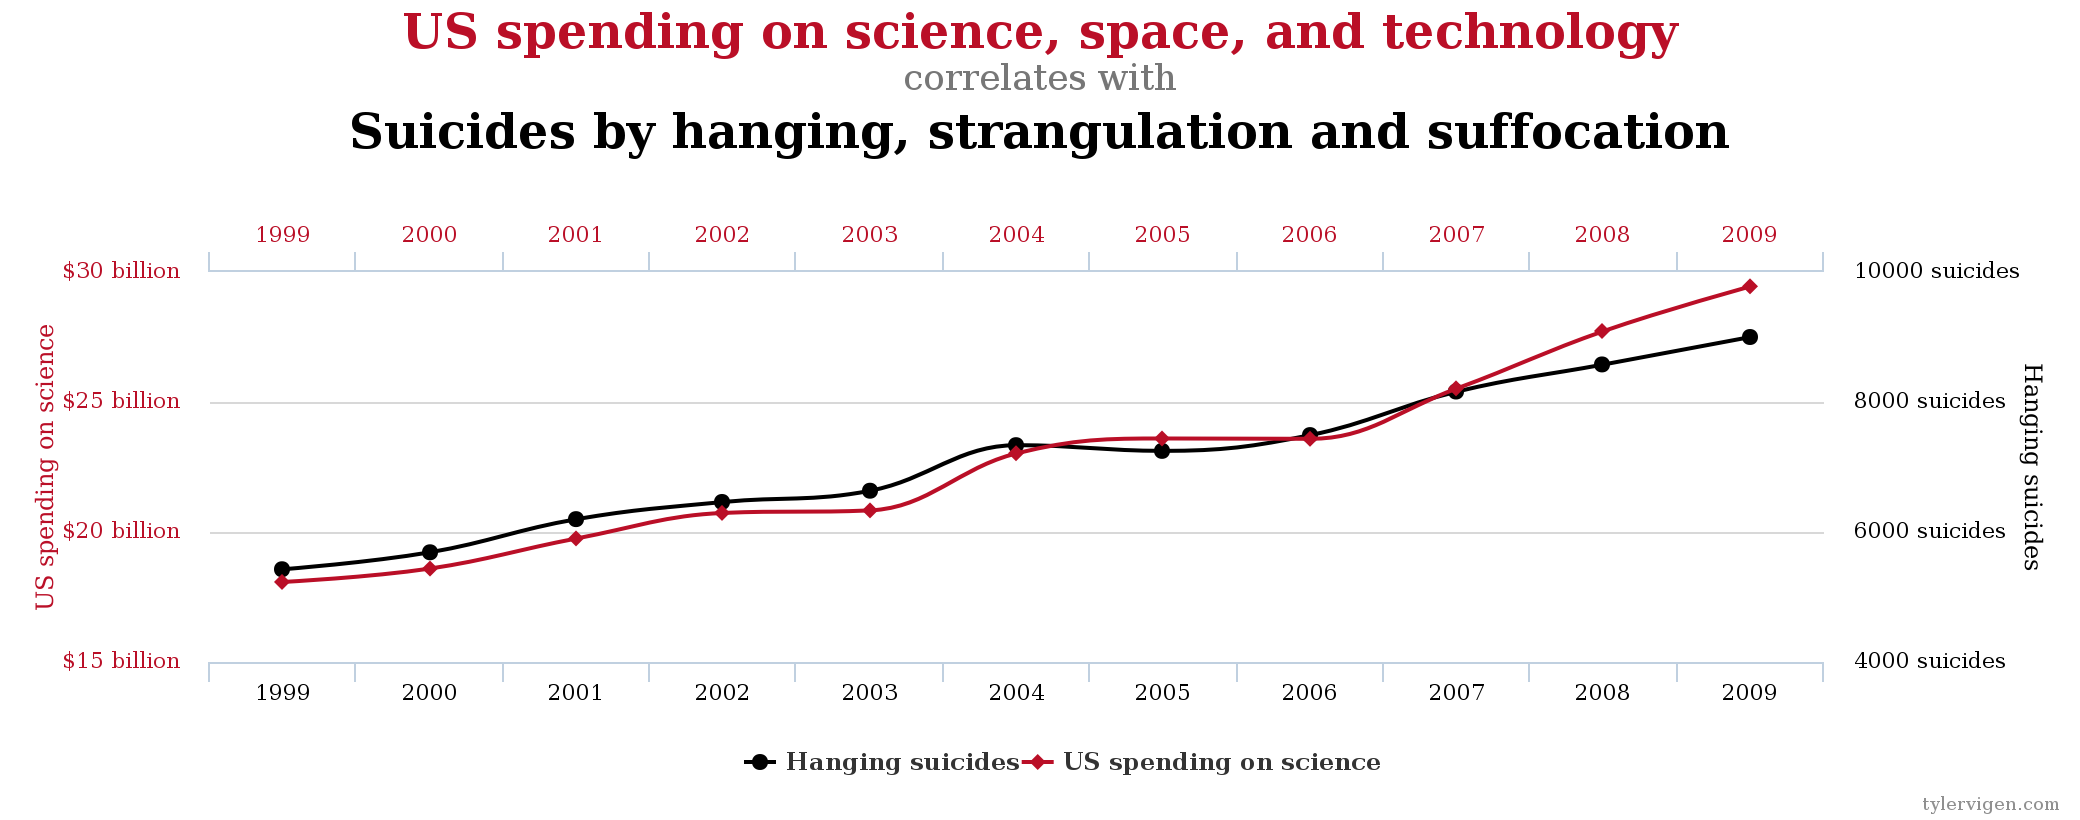 US spending on science, space, and technology
correlates with
Suicides by hanging, strangulation and suffocation
1999 2000 2001 2002 2003 2004 2005 2006 2007 2008 2009
$30 billion 10000 suicides
$25 billion 8000 suicides
$20 billion 6000 suicides
$15 billion 4000 suicides
US spending on science
Hanging suicides
1999 2000 2001 2002 2003 2004 2005 2006 2007 2008 2009
Hanging suicides US spending on science
tylervigen.com